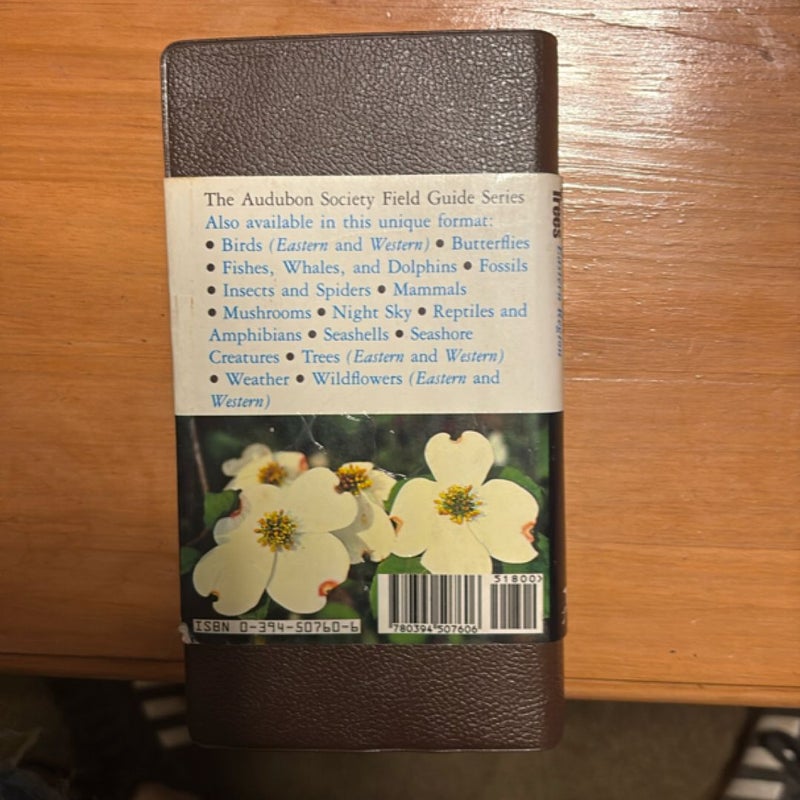 The Audubon Society Field Guide Series
Also available in this unique format:
• Birds (Eastern and Western) • Butterflies
• Fishes, Whales, and Dolphins • Fossils
• Insects and Spiders • Mammals
• Mushrooms • Night Sky • Reptiles and
Amphibians • Seashells • Seashore
Creatures • Trees (Eastern and Western)
• Weather • Wildflowers (Eastern and
Western)
Trees Eastern Region
51800>
ISBN 0-394-50760-6
780394 507606